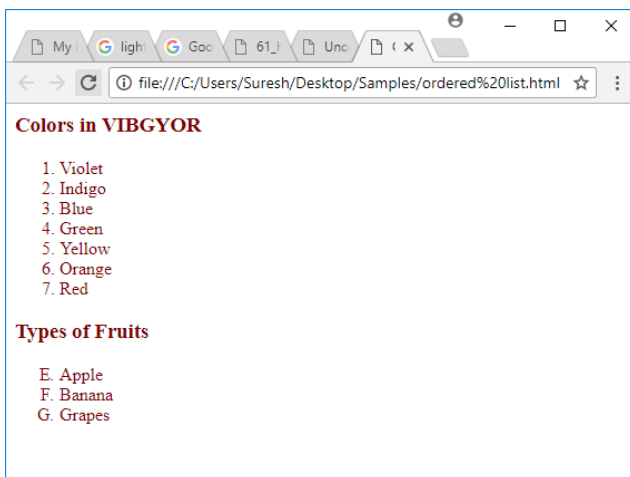 My
ligh
Goo
61_
Unc
file:///C:/Users/Suresh/Desktop/Samples/ordered%20list.html
Colors in VIBGYOR
1. Violet
2. Indigo
3. Blue
4. Green
5. Yellow
6. Orange
7. Red
Types of Fruits
E. Apple
F. Banana
G. Grapes